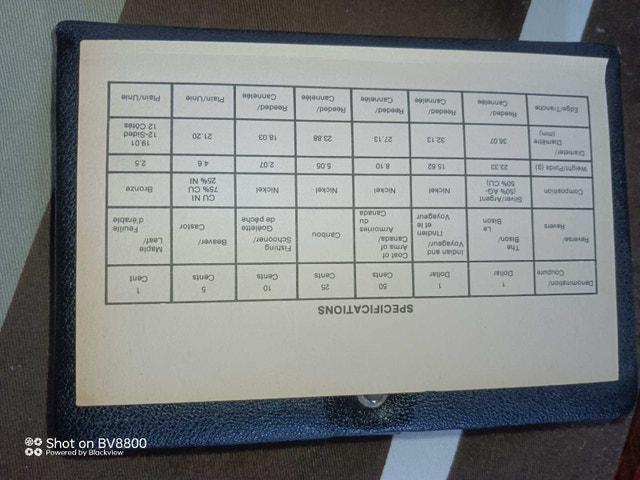 SPECIFICATIONS
Denomination/ Coupure | 1 Dollar | 1 Dollar | 50 Cents | 25 Cents | 10 Cents | 5 Cents | 1 Cent
Reverse/ Revers | The Bison/ Le Bison | Indian and Voyageur/ l'Indien et le Voyageur | Coat of Arms of Canada/ Armoiries du Canada | Caribou | Fishing Schooner/ Goélette de pêche | Beaver/ Castor | Maple Leaf/ Feuille d'érable
Composition | Silver/Argent (50% AG- 50% CU) | Nickel | Nickel | Nickel | Nickel | CU NI 75% CU 25% NI | Bronze
Weight/Poids (g) | 23.33 | 15.62 | 8.10 | 5.05 | 2.07 | 4.6 | 2.5
Diameter/ Diamètre (mm) | 36.07 | 32.13 | 27.13 | 23.88 | 18.03 | 21.20 | 19.01 12-Sided 12 Côtés
Edge/Tranche | Reeded/ Cannelée | Reeded/ Cannelée | Reeded/ Cannelée | Reeded/ Cannelée | Reeded/ Cannelée | Plain/Unie | Plain/Unie
Shot on BV8800
Powered by Blackview